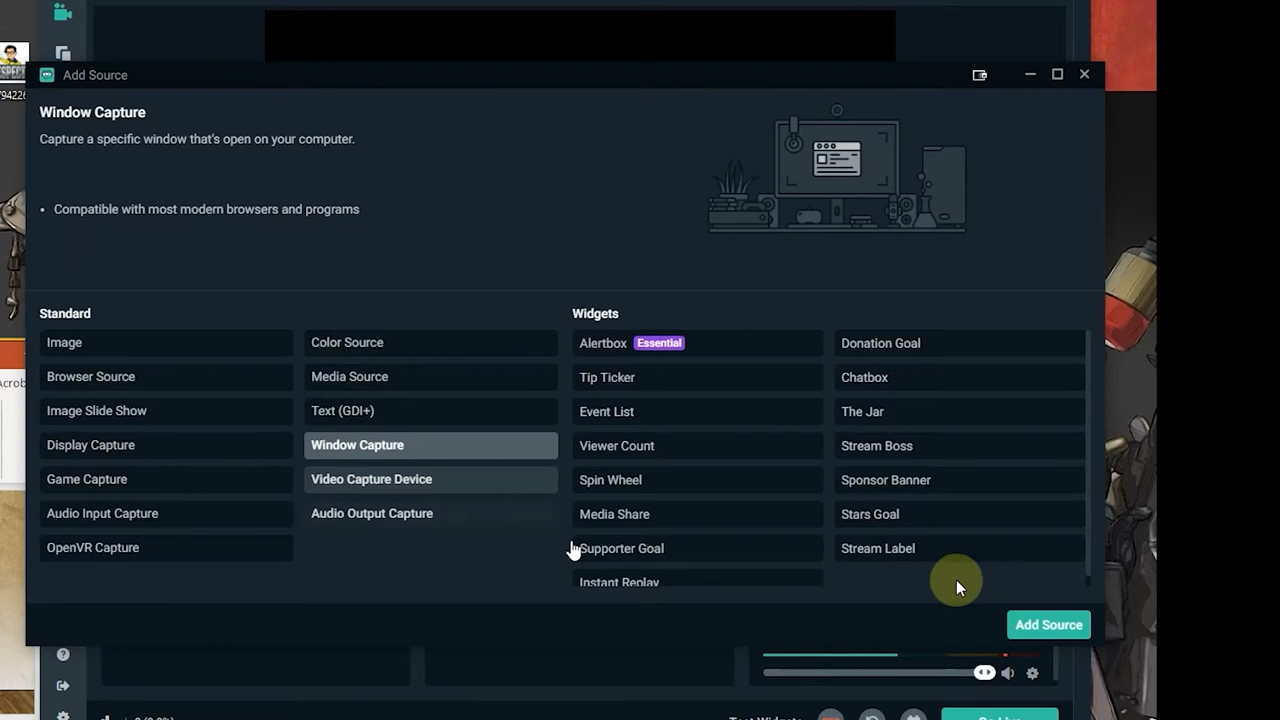 Add Source
Window Capture
Capture a specific window that's open on your computer.
• Compatible with most modern browsers and programs
Standard
Image
Color Source
Browser Source
Media Source
Image Slide Show
Text (GDI+)
Display Capture
Window Capture
Game Capture
Video Capture Device
Audio Input Capture
Audio Output Capture
OpenVR Capture
Widgets
Alertbox Essential
Donation Goal
Tip Ticker
Chatbox
Event List
The Jar
Viewer Count
Stream Boss
Spin Wheel
Sponsor Banner
Media Share
Stars Goal
Supporter Goal
Stream Label
Instant Replay
Add Source
794226
Acrob